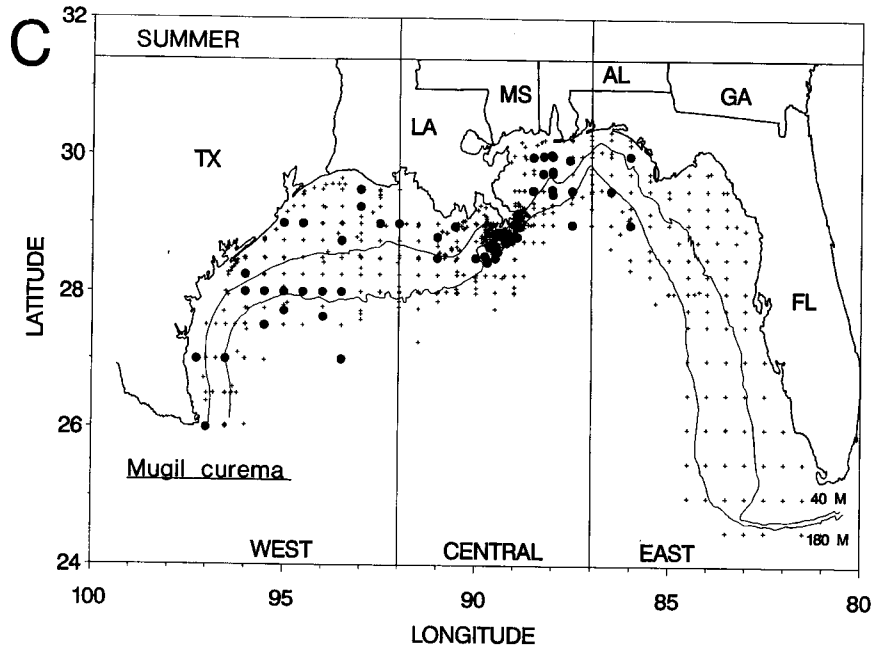 C
SUMMER
32
30
28
26
24
LATITUDE
TX
LA
MS
AL
GA
FL
Mugil curema
40 M
180 M
WEST
CENTRAL
EAST
100
95
90
85
80
LONGITUDE